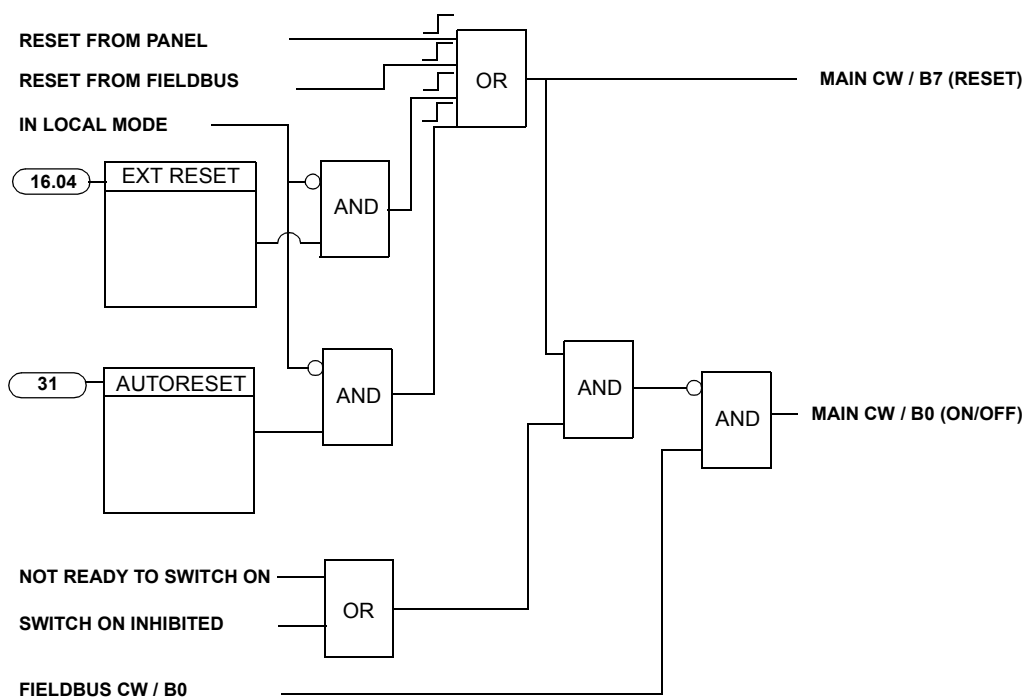 RESET FROM PANEL
RESET FROM FIELDBUS
OR
MAIN CW / B7 (RESET)
IN LOCAL MODE
16.04
EXT RESET
AND
31
AUTORESET
AND
AND
AND
MAIN CW / B0 (ON/OFF)
NOT READY TO SWITCH ON
OR
SWITCH ON INHIBITED
FIELDBUS CW / B0